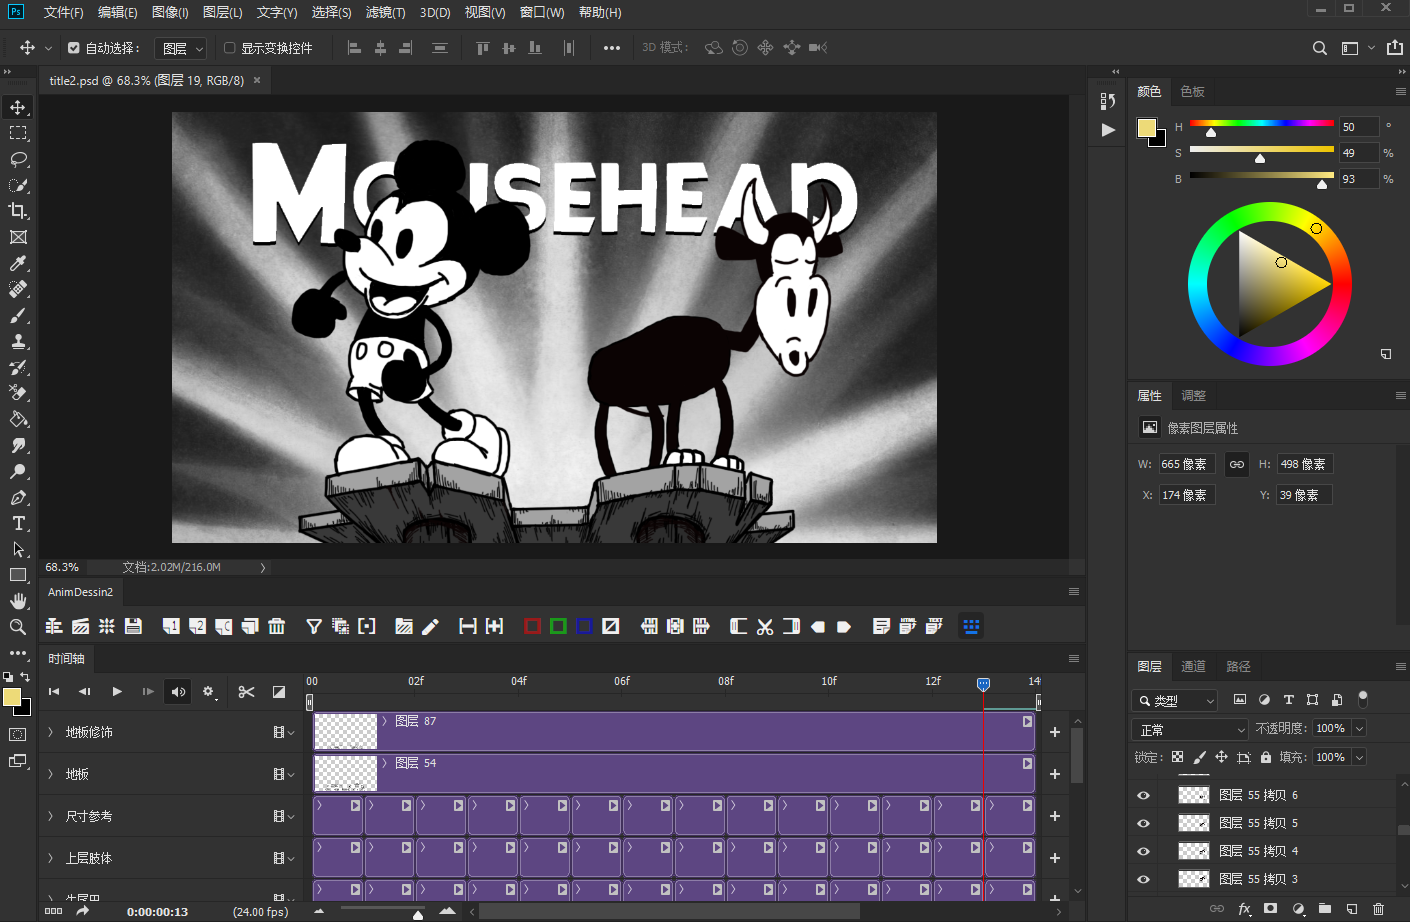 Ps 文件(F) 编辑(E) 图像(I) 图层(L) 文字(Y) 选择(S) 滤镜(T) 3D(D) 视图(V) 窗口(W) 帮助(H)
自动选择： 图层 显示变换控件 3D 模式：
title2.psd @ 68.3% (图层 19, RGB/8) ×
MOUSEHEAD
68.3% 文档:2.02M/216.0M
AnimDessin2
1 2 C
时间轴
00 02f 04f 06f 08f 10f 12f 14f
地板修饰 图层 87
地板 图层 54
尺寸参考
上层肢体
0:00:00:13 (24.00 fps)
颜色 色板
H 50 °
S 49 %
B 93 %
属性 调整
像素图层属性
W: 665 像素 H: 498 像素
X: 174 像素 Y: 39 像素
图层 通道 路径
类型
正常 不透明度: 100%
锁定: 填充: 100%
图层 55 拷贝 6
图层 55 拷贝 5
图层 55 拷贝 4
图层 55 拷贝 3
fx